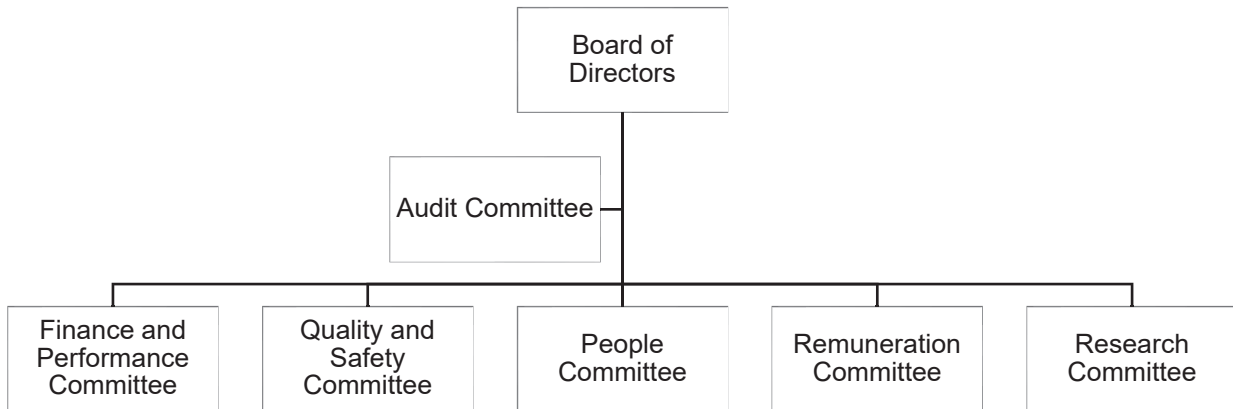 Board of
Directors
Audit Committee
Finance and
Performance
Committee
Quality and
Safety
Committee
People
Committee
Remuneration
Committee
Research
Committee